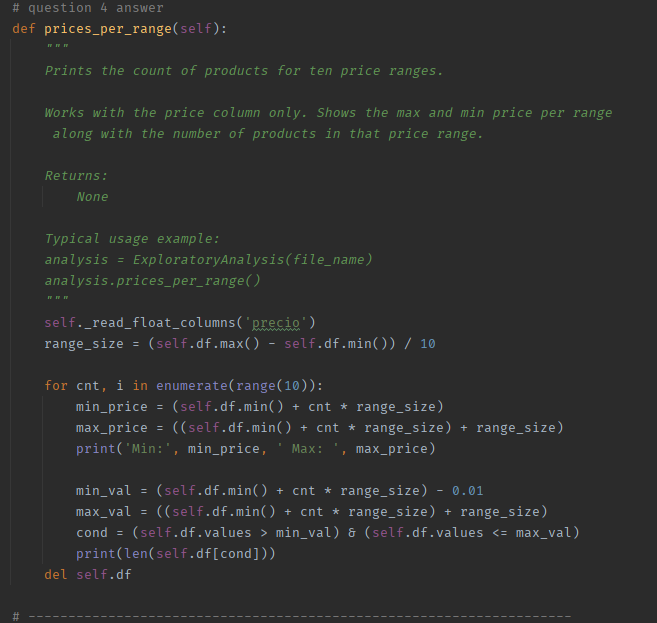 # question 4 answer
def prices_per_range(self):
    """
    Prints the count of products for ten price ranges.

    Works with the price column only. Shows the max and min price per range
     along with the number of products in that price range.

    Returns:
        None

    Typical usage example:
    analysis = ExploratoryAnalysis(file_name)
    analysis.prices_per_range()
    """
    self._read_float_columns('precio')
    range_size = (self.df.max() - self.df.min()) / 10

    for cnt, i in enumerate(range(10)):
        min_price = (self.df.min() + cnt * range_size)
        max_price = ((self.df.min() + cnt * range_size) + range_size)
        print('Min:', min_price, ' Max: ', max_price)

        min_val = (self.df.min() + cnt * range_size) - 0.01
        max_val = ((self.df.min() + cnt * range_size) + range_size)
        cond = (self.df.values > min_val) & (self.df.values <= max_val)
        print(len(self.df[cond]))
    del self.df

# --------------------------------------------------------------------